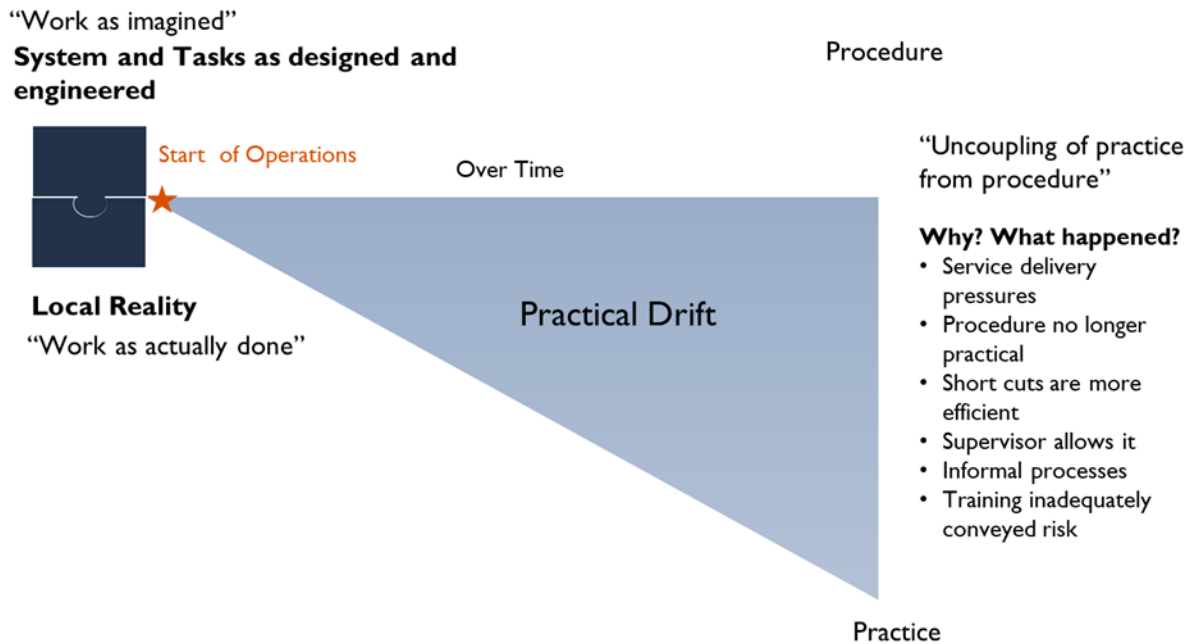 “Work as imagined”
System and Tasks as designed and
engineered
Procedure
Start of Operations
Over Time
“Uncoupling of practice
from procedure”
Why? What happened?
• Service delivery
pressures
• Procedure no longer
practical
• Short cuts are more
efficient
• Supervisor allows it
• Informal processes
• Training inadequately
conveyed risk
Local Reality
“Work as actually done”
Practical Drift
Practice